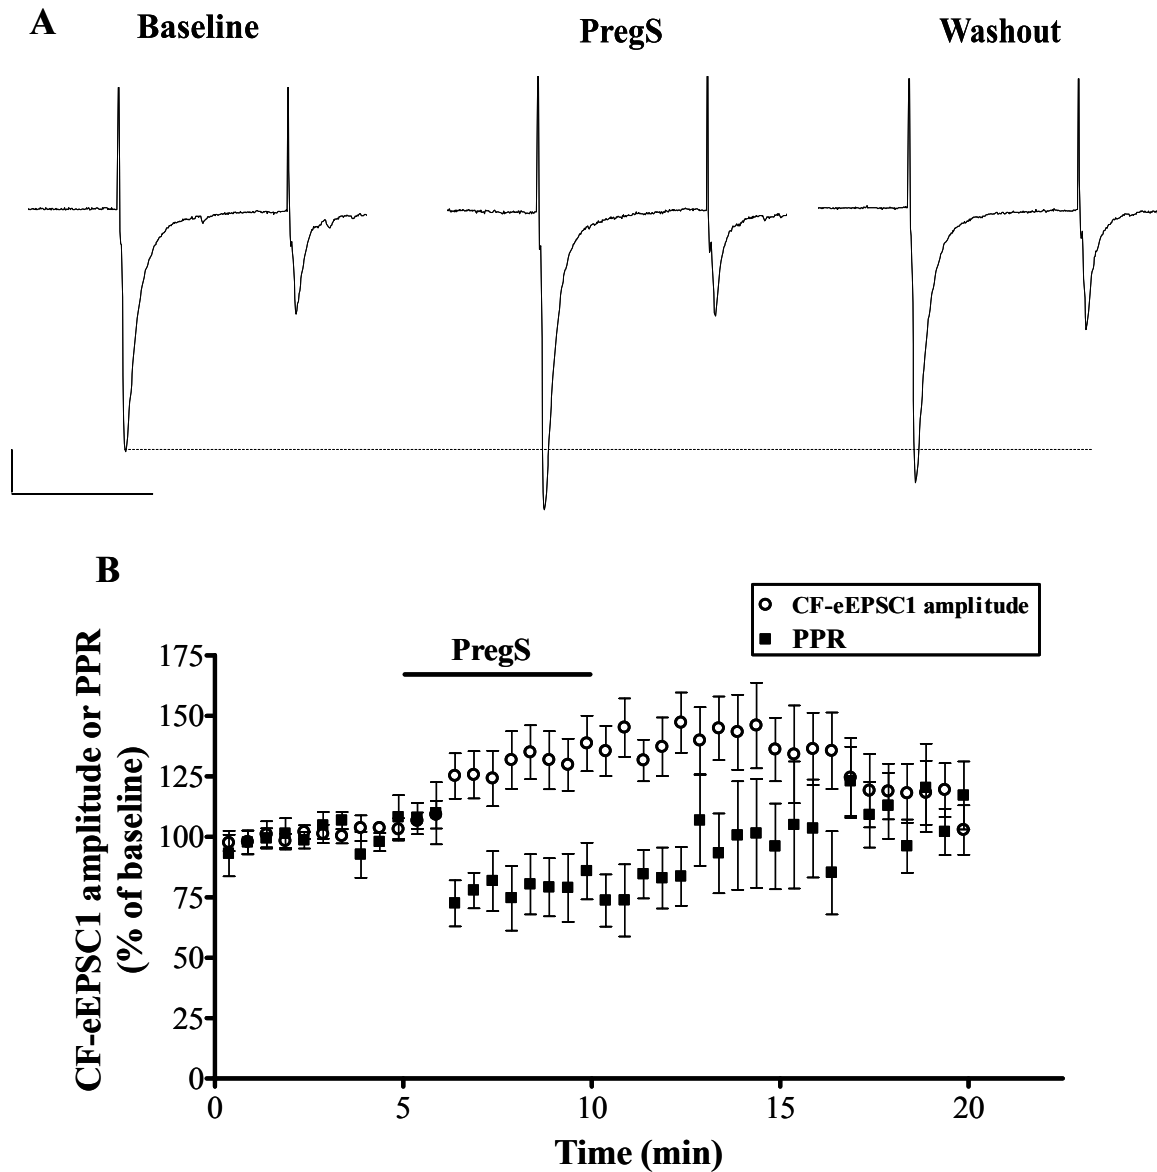 A
Baseline
PregS
Washout
B
CF-eEPSC1 amplitude
PPR
PregS
CF-eEPSC1 amplitude or PPR
(% of baseline)
175
150
125
100
75
50
25
0
0
5
10
15
20
Time (min)